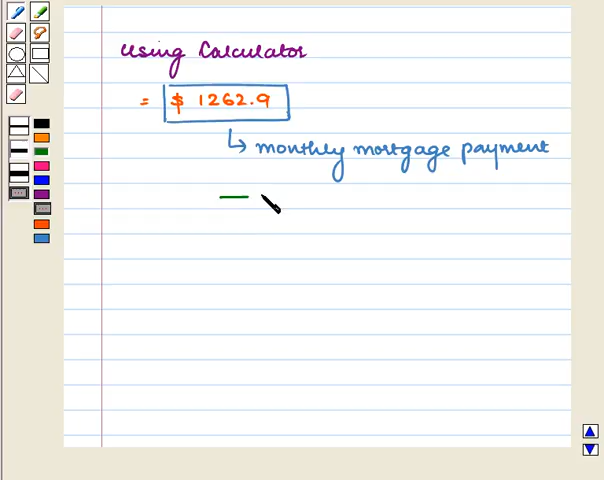 Using Calculator
= $ 1262.9
↳ monthly mortgage payment